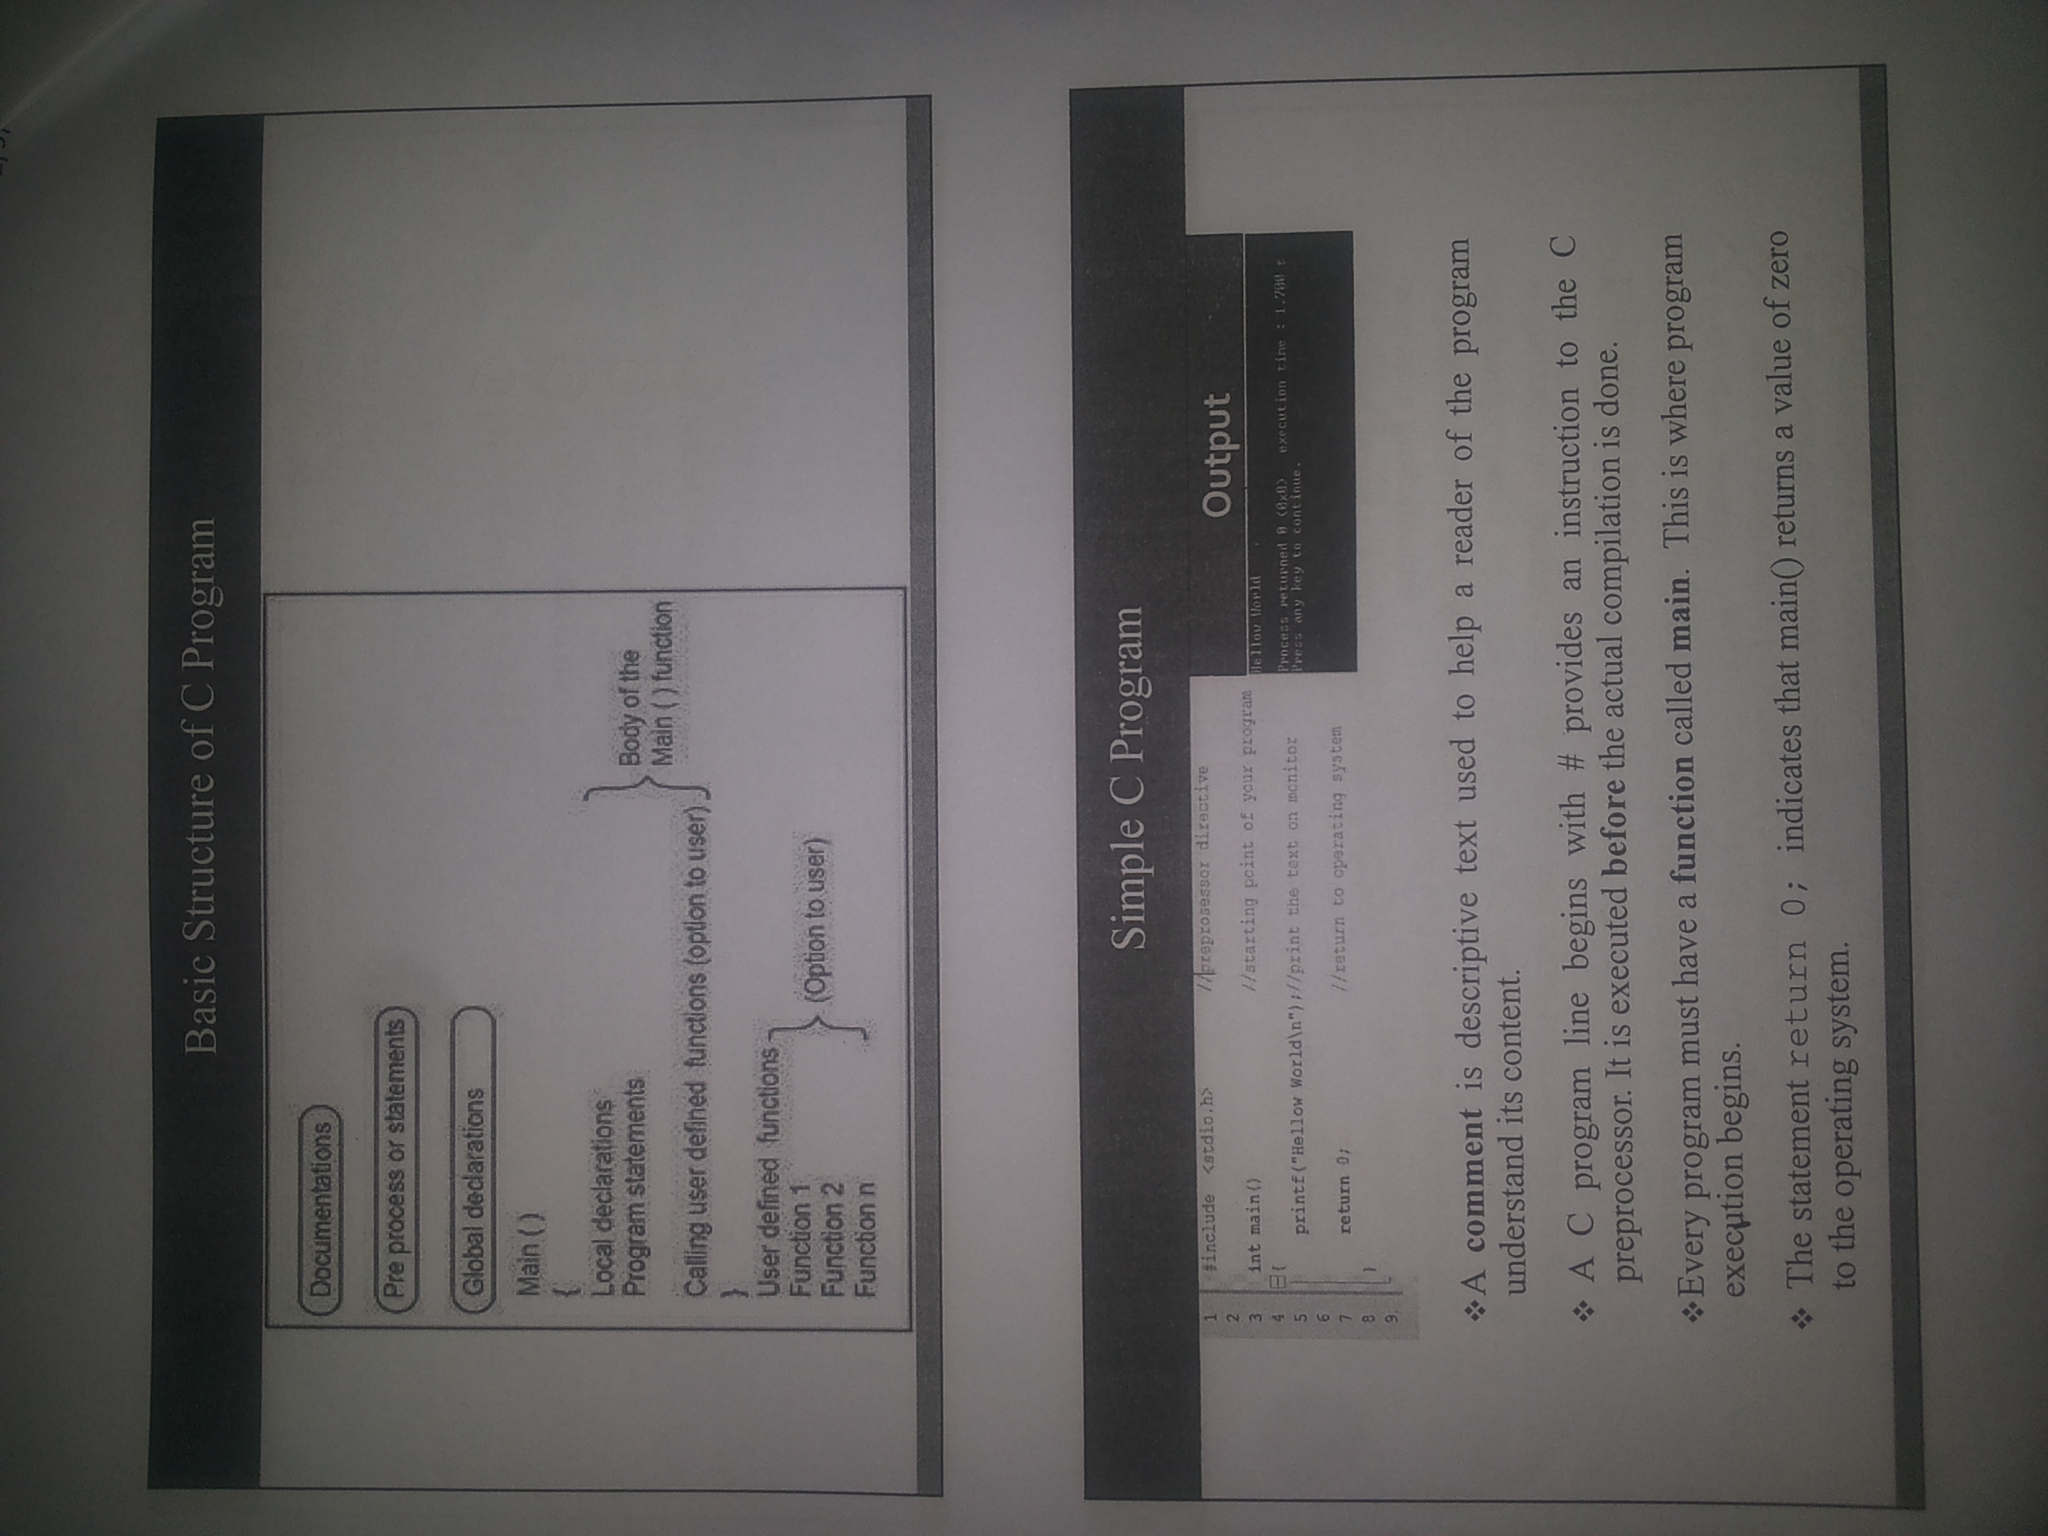 Basic Structure of C Program
Documentations
Pre process or statements
Global declarations
Main ( )
{
Local declarations
Program statements
Body of the
Main ( ) function
Calling user defined functions (option to user)
}
User defined functions
Function 1
Function 2
Function n
(Option to user)
Simple C Program
1 #include <stdio.h> //preprosessor directive
2
3 int main() //starting point of your program
4 {
5 printf("Hellow World\n");//print the text on monitor
6
7 return 0; //return to operating system
8 }
9
Output
Hellow World
Process returned 0 (0x0) execution time : 1.700 s
Press any key to continue.
❖A comment is descriptive text used to help a reader of the program
understand its content.
❖ A C program line begins with # provides an instruction to the C
preprocessor. It is executed before the actual compilation is done.
❖Every program must have a function called main. This is where program
execution begins.
❖ The statement return 0; indicates that main() returns a value of zero
to the operating system.